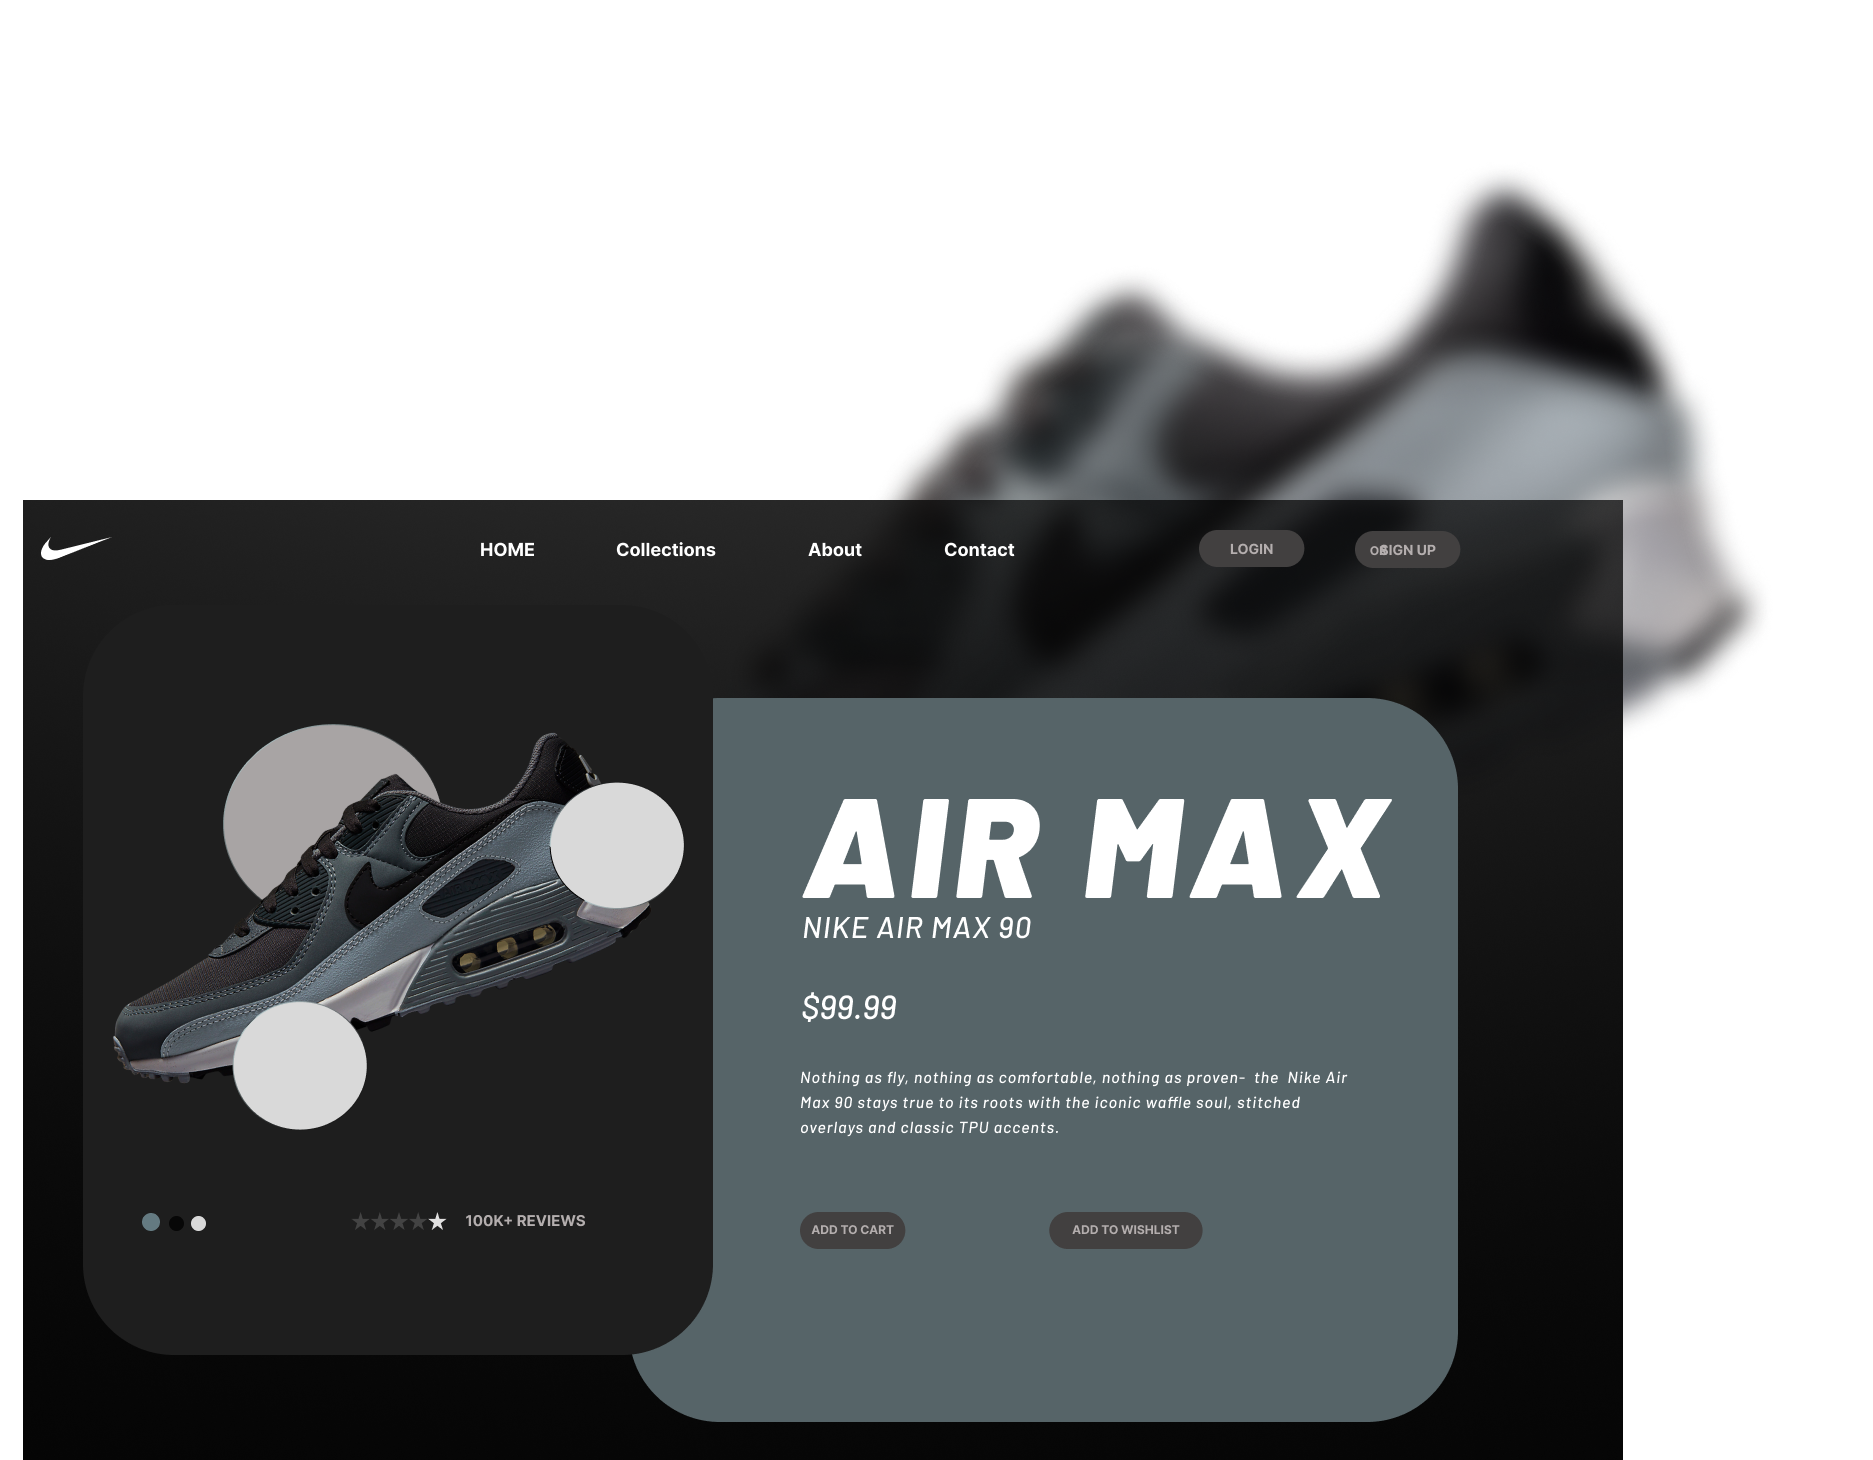 HOME Collections About Contact LOGIN OR SIGN UP
AIR MAX
NIKE AIR MAX 90
$99.99
Nothing as fly, nothing as comfortable, nothing as proven- the Nike Air
Max 90 stays true to its roots with the iconic waffle soul, stitched
overlays and classic TPU accents.
100K+ REVIEWS
ADD TO CART ADD TO WISHLIST